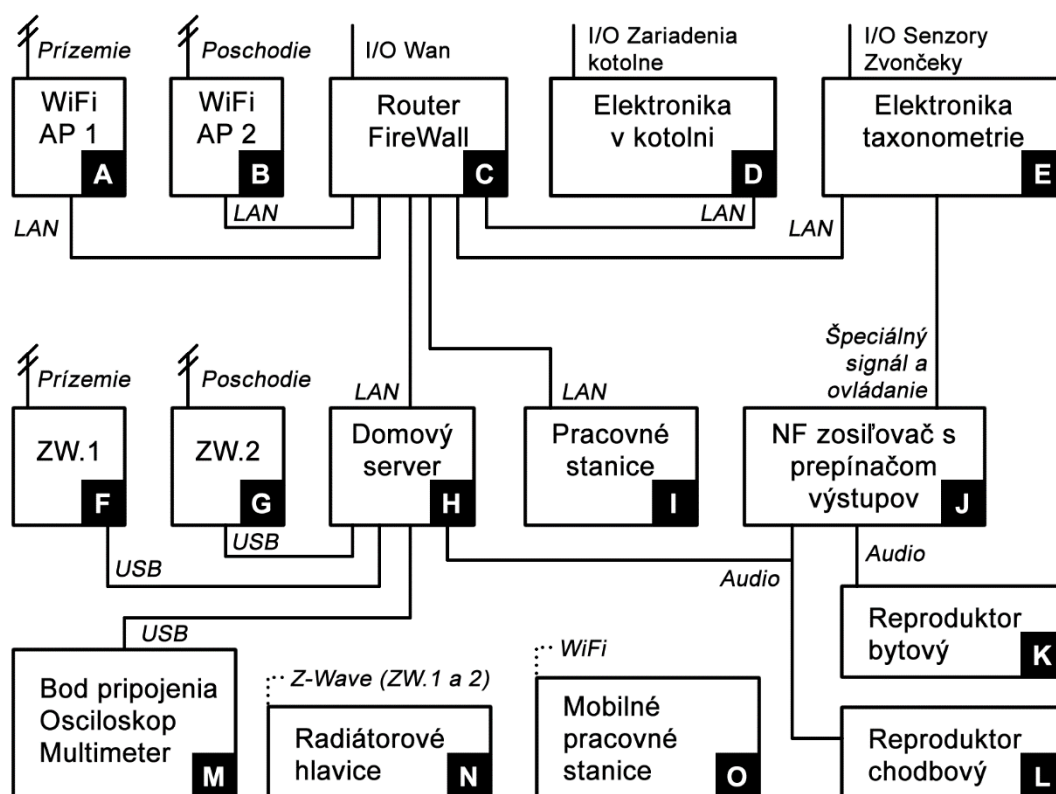 Prízemie
WiFi
AP 1
A
LAN
Poschodie
WiFi
AP 2
B
LAN
I/O Wan
Router
FireWall
C
I/O Zariadenia
kotolne
Elektronika
v kotolni
D
LAN
I/O Senzory
Zvončeky
Elektronika
taxonometrie
E
LAN
Prízemie
ZW.1
F
USB
Poschodie
ZW.2
G
USB
LAN
Domový
server
H
LAN
Pracovné
stanice
I
Špeciálný
signál a
ovládanie
NF zosiľovač s
prepínačom
výstupov
J
Audio
Audio
Reproduktor
bytový
K
USB
Bod pripojenia
Osciloskop
Multimeter
M
Z-Wave (ZW.1 a 2)
Radiátorové
hlavice
N
WiFi
Mobilné
pracovné
stanice
O
Reproduktor
chodbový
L